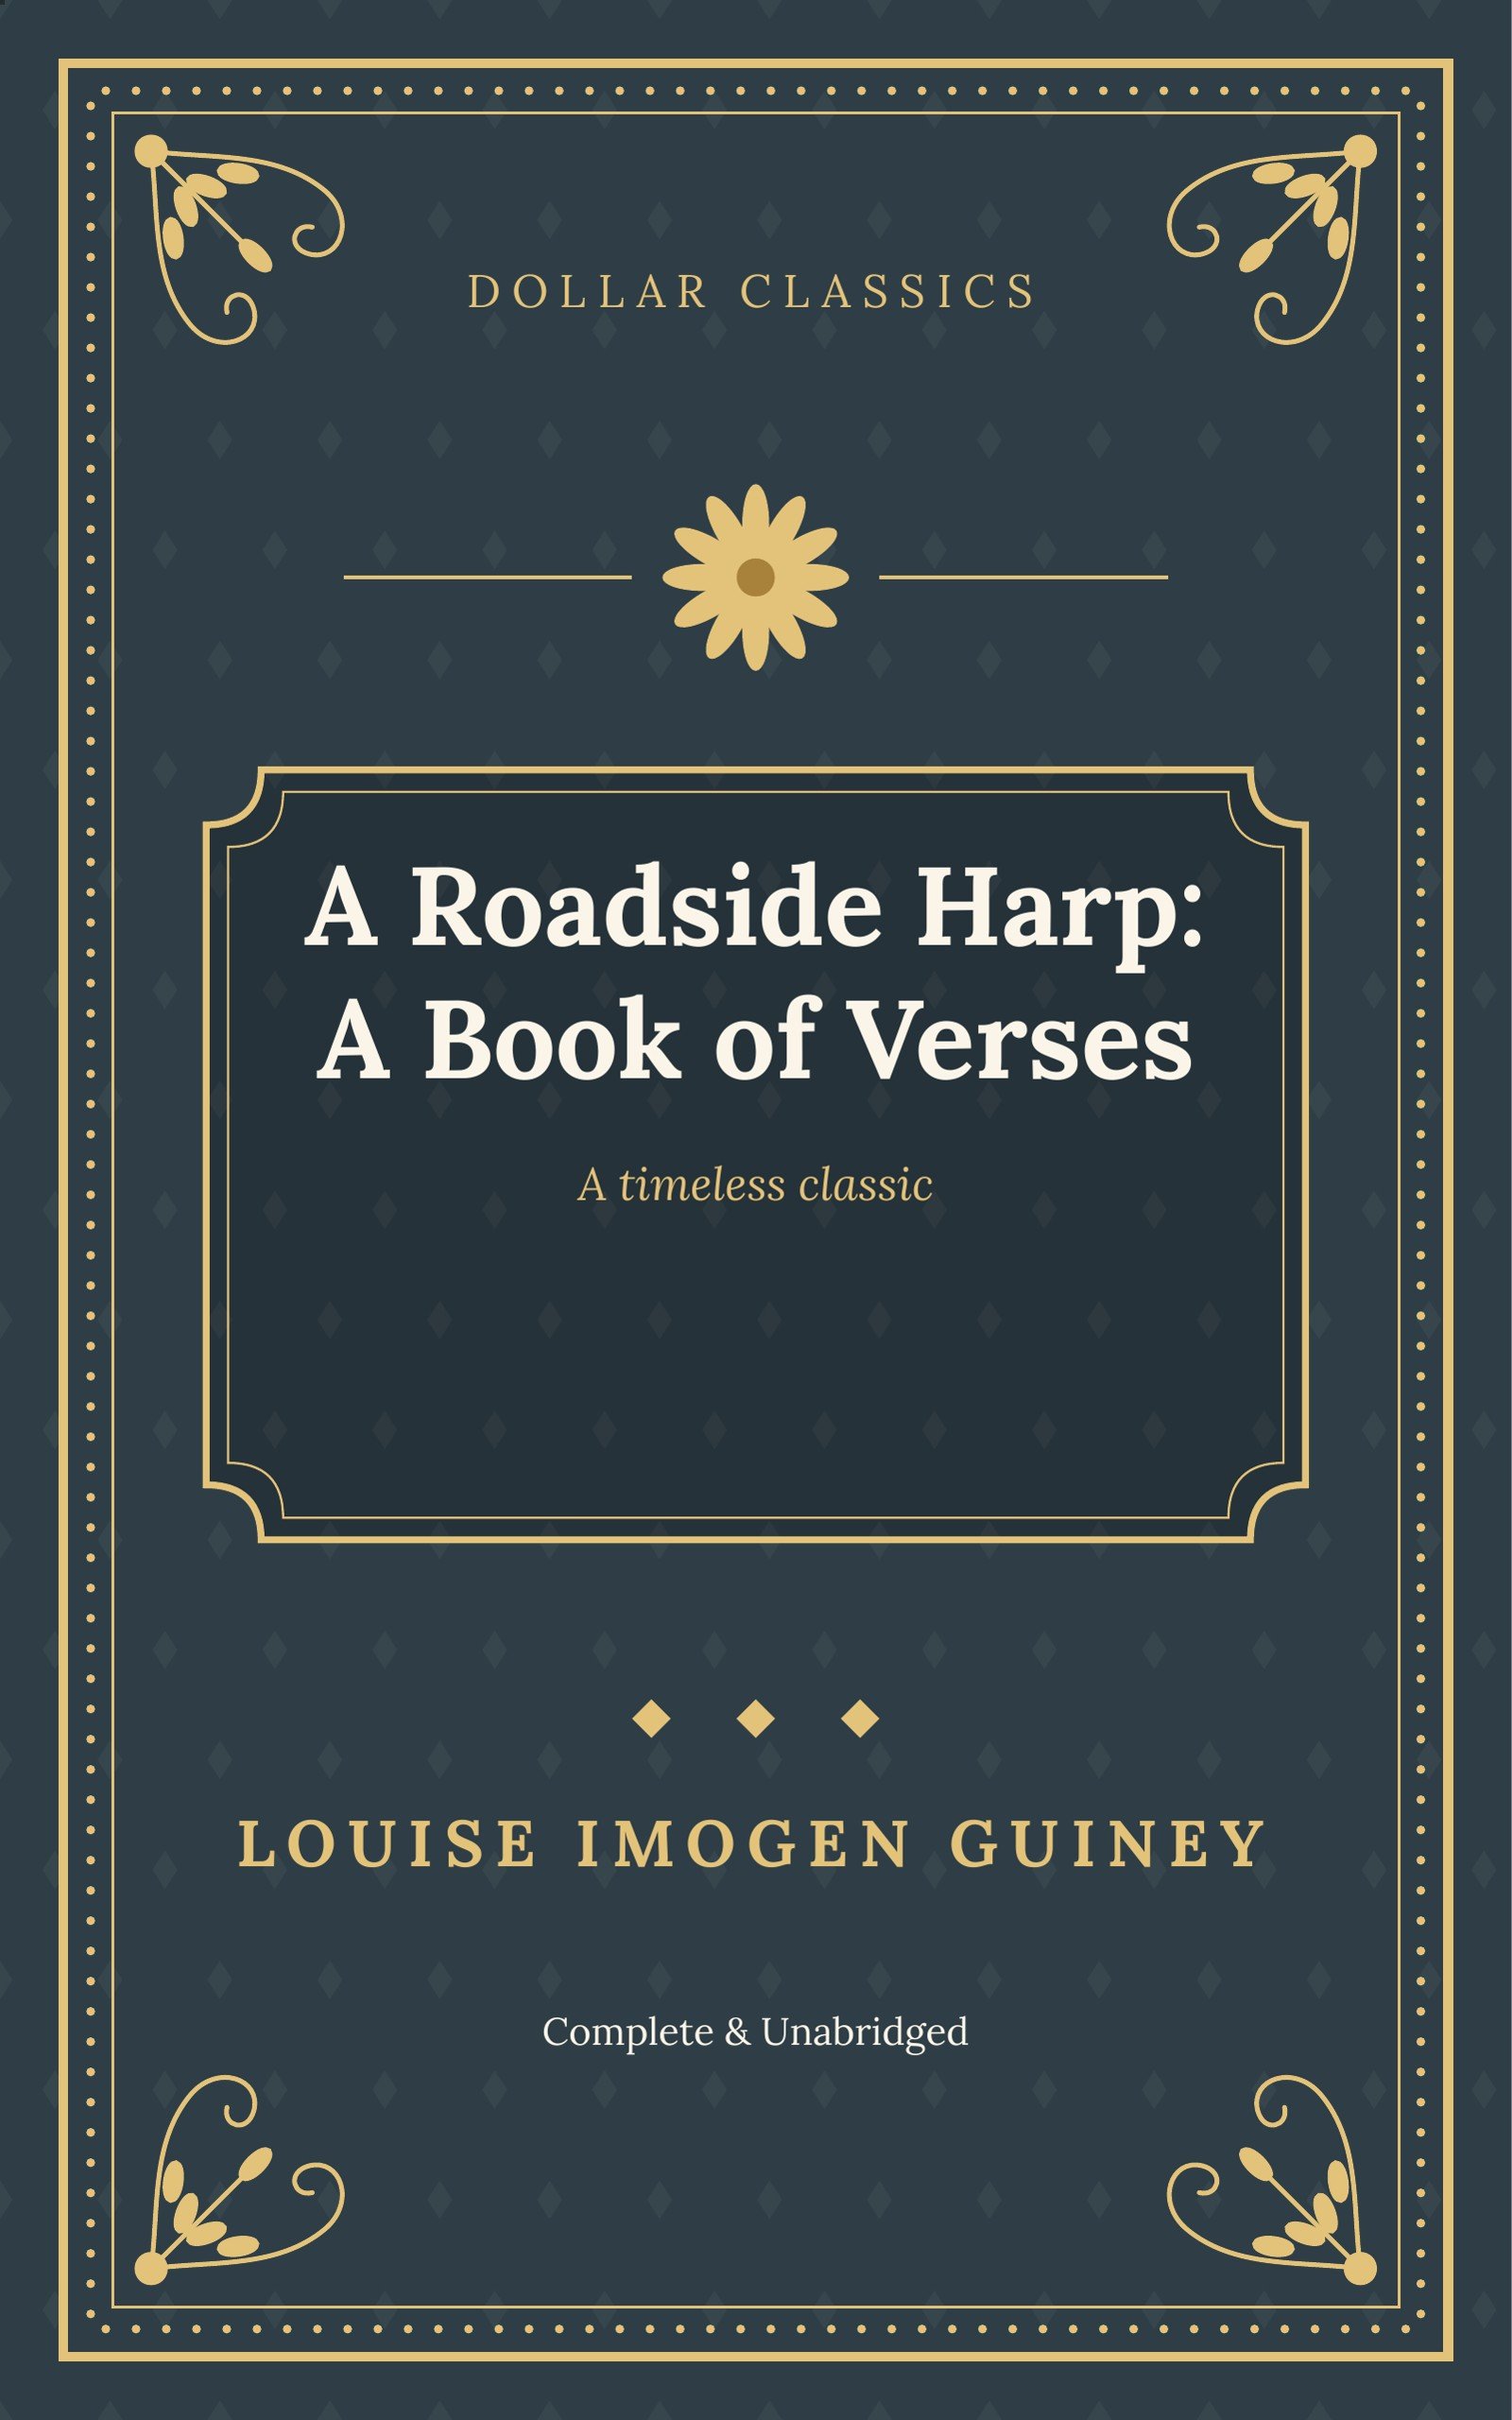 DOLLAR CLASSICS
A Roadside Harp:
A Book of Verses
A timeless classic
LOUISE IMOGEN GUINEY
Complete & Unabridged